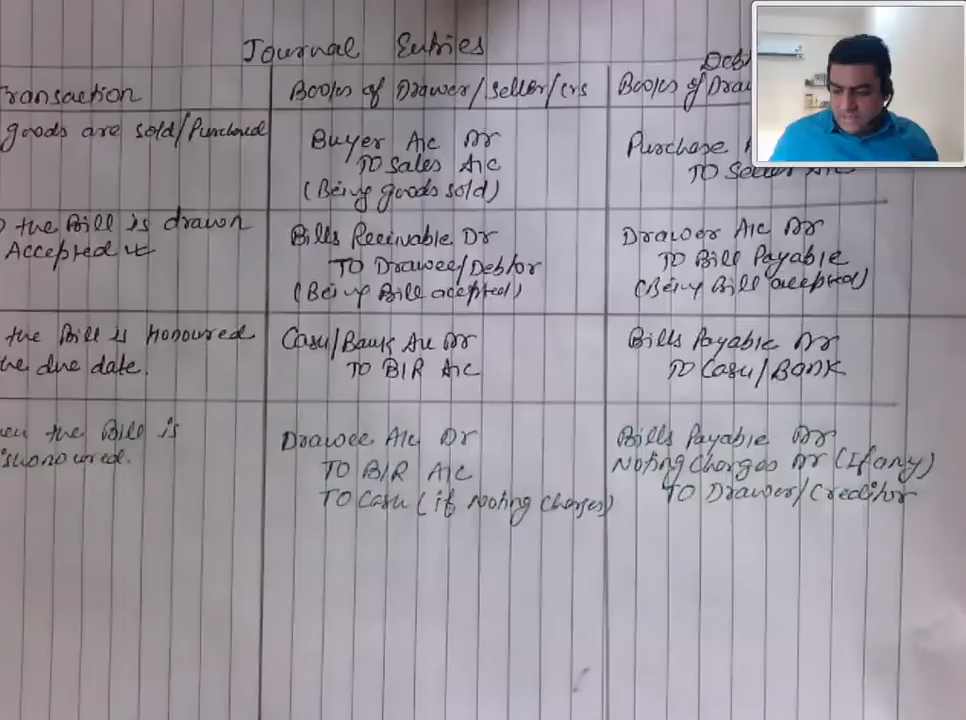 Journal Entries
Transaction
Books of Drawer/seller/crs
Debt
Books of Draw
goods are sold/Purchased
Buyer A/c Dr
To Sales A/c
(Being goods sold)
Purchase
To Seller A/c
the Bill is drawn
Accepted
Bills Receivable Dr
To Drawee/Debtor
(Being Bill accepted)
Drawer A/c Dr
To Bill Payable
(Being Bill accepted)
the Bill is honoured
he due date.
Cash/Bank A/c Dr
To B/R A/c
Bills Payable Dr
To Cash/BANK
en the Bill is
shonoured.
Drawee A/c Dr
To B/R A/c
To Cash (if Noting Charges)
Bills Payable Dr
Noting Charges Dr (If any)
To Drawer/Creditor